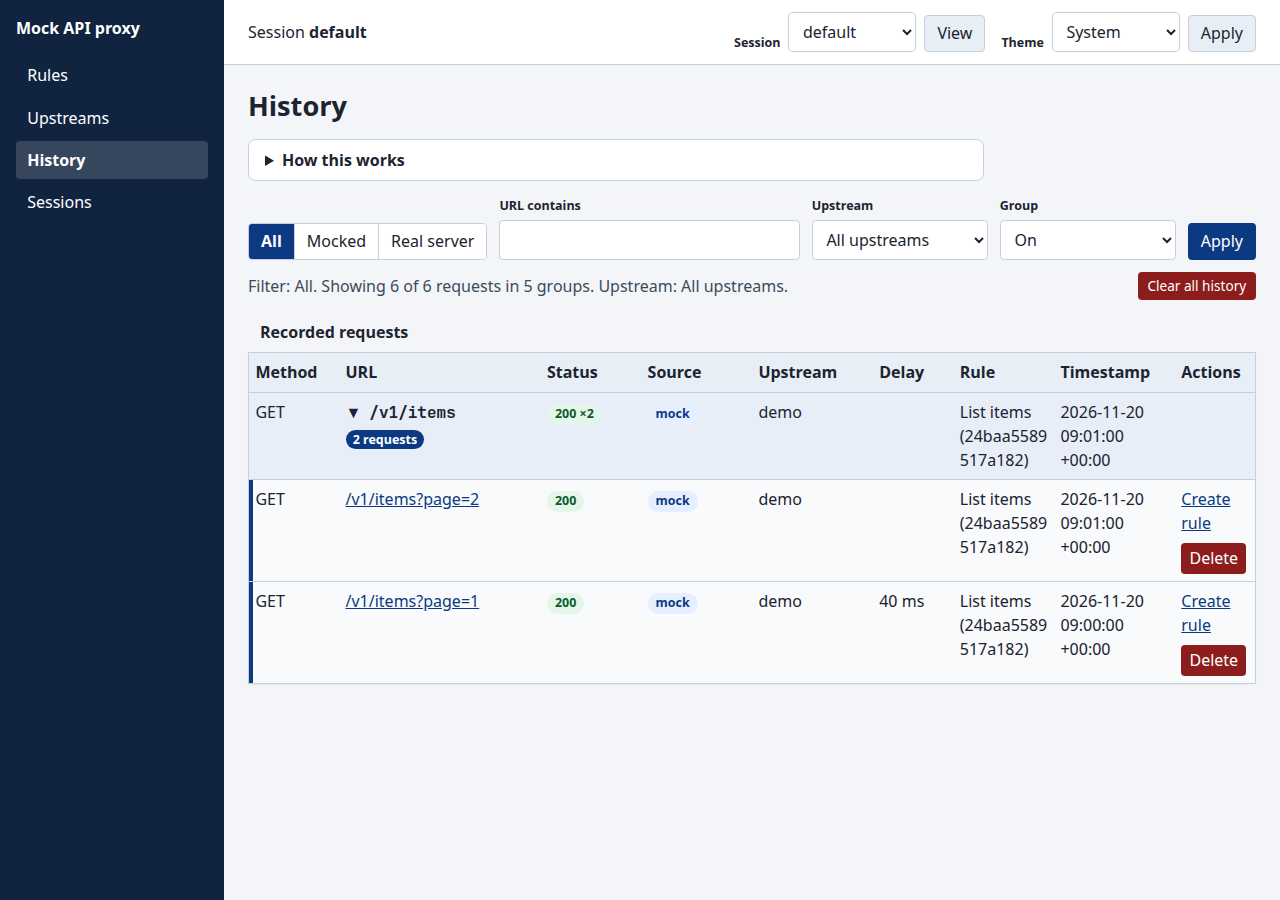 Mock API proxy
Rules
Upstreams
History
Sessions
Session default
Session default View Theme System Apply
History
▶ How this works
All Mocked Real server
URL contains
Upstream
All upstreams
Group
On
Apply
Filter: All. Showing 6 of 6 requests in 5 groups. Upstream: All upstreams.
Clear all history
Recorded requests
Method URL Status Source Upstream Delay Rule Timestamp Actions
GET ▼ /v1/items 200 ×2 mock demo List items 2026-11-20
2 requests (24baa5589 09:01:00
517a182) +00:00
GET /v1/items?page=2 200 mock demo List items 2026-11-20 Create
(24baa5589 09:01:00 rule
517a182) +00:00 Delete
GET /v1/items?page=1 200 mock demo 40 ms List items 2026-11-20 Create
(24baa5589 09:00:00 rule
517a182) +00:00 Delete